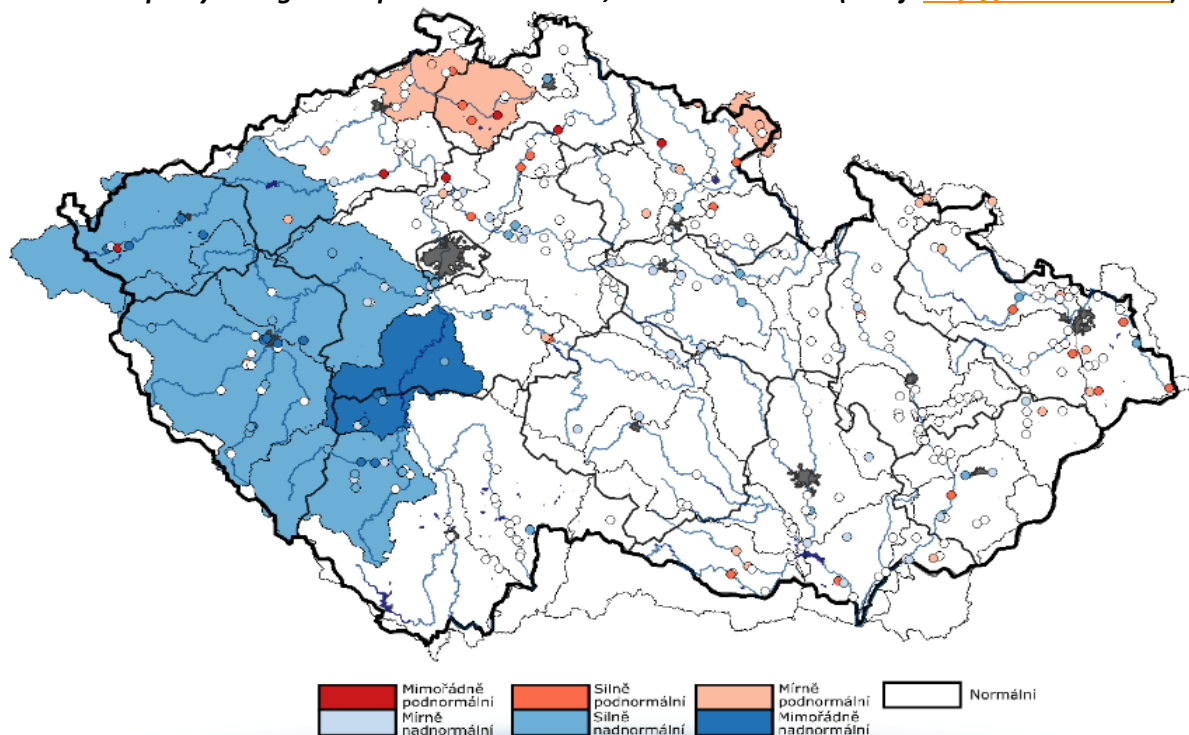 Mimořádně
podnormální
Silně
podnormální
Mírně
podnormální
Normální
Mírně
nadnormální
Silně
nadnormální
Mimořádně
nadnormální